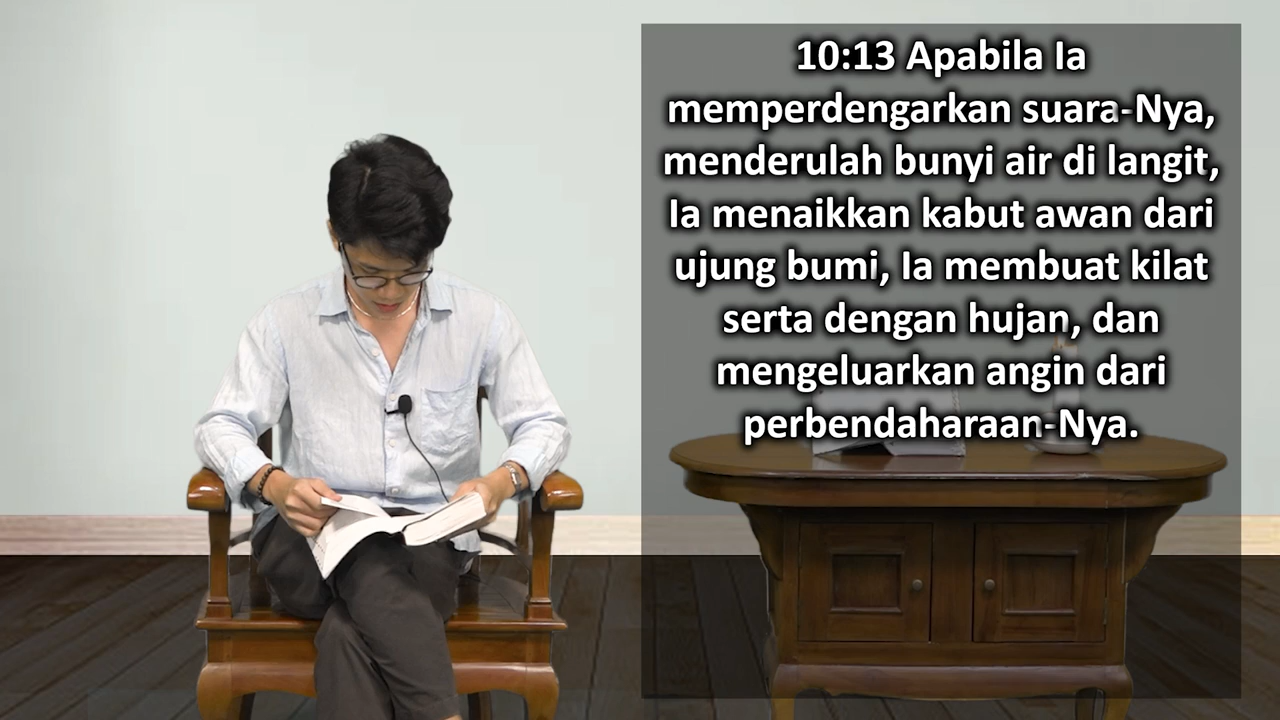 10:13 Apabila Ia
memperdengarkan suara-Nya,
menderulah bunyi air di langit,
Ia menaikkan kabut awan dari
ujung bumi, Ia membuat kilat
serta dengan hujan, dan
mengeluarkan angin dari
perbendaharaan-Nya.